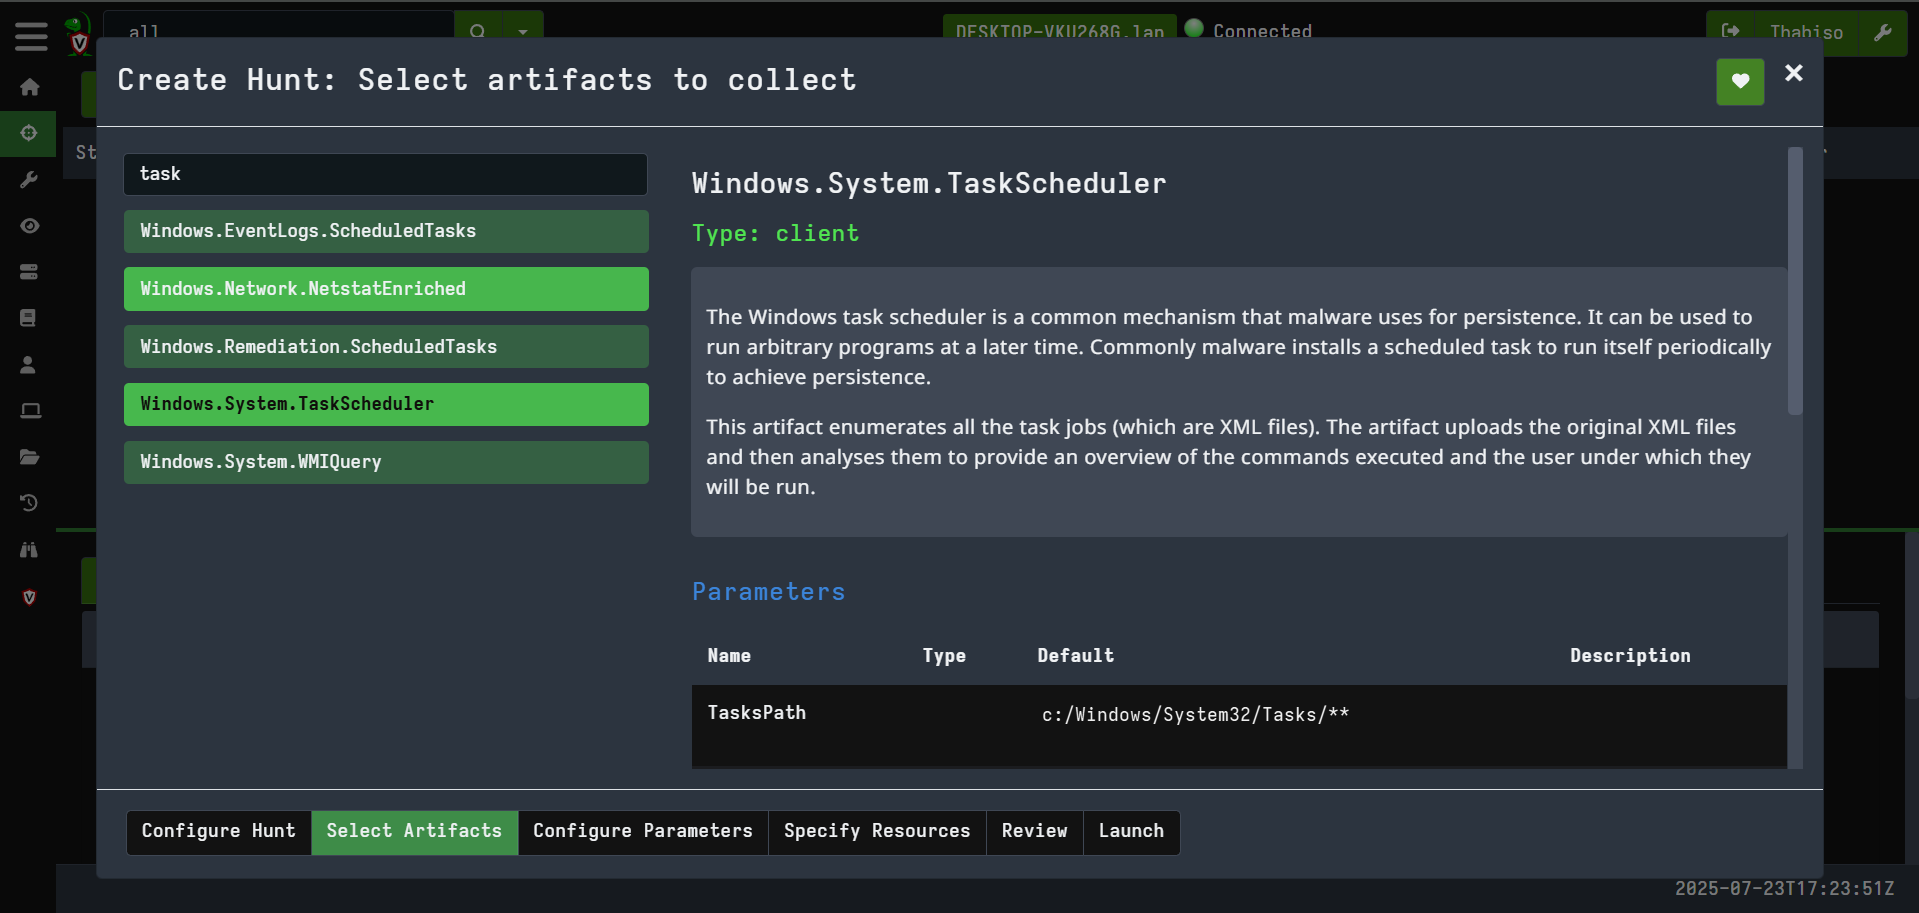 all
DESKTOP-VKU268G.lan
Connected
Thabiso
Create Hunt: Select artifacts to collect
St
task
Windows.EventLogs.ScheduledTasks
Windows.Network.NetstatEnriched
Windows.Remediation.ScheduledTasks
Windows.System.TaskScheduler
Windows.System.WMIQuery
Windows.System.TaskScheduler
Type: client
The Windows task scheduler is a common mechanism that malware uses for persistence. It can be used to
run arbitrary programs at a later time. Commonly malware installs a scheduled task to run itself periodically
to achieve persistence.
This artifact enumerates all the task jobs (which are XML files). The artifact uploads the original XML files
and then analyses them to provide an overview of the commands executed and the user under which they
will be run.
Parameters
Name Type Default Description
TasksPath c:/Windows/System32/Tasks/**
Configure Hunt Select Artifacts Configure Parameters Specify Resources Review Launch
2025-07-23T17:23:51Z